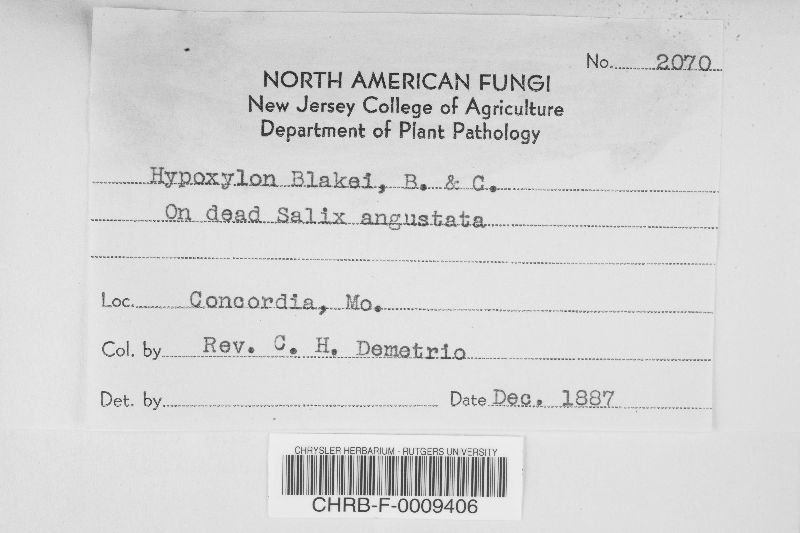 No. 2070
NORTH AMERICAN FUNGI
New Jersey College of Agriculture
Department of Plant Pathology
Hypoxylon Blakei, B. & C.
On dead Salix angustata
Loc. Concordia, Mo.
Col. by Rev. C. H. Demetrio
Det. by Date Dec. 1887
CHRYSLER HERBARIUM - RUTGERS UNIVERSITY
CHRB-F-0009406